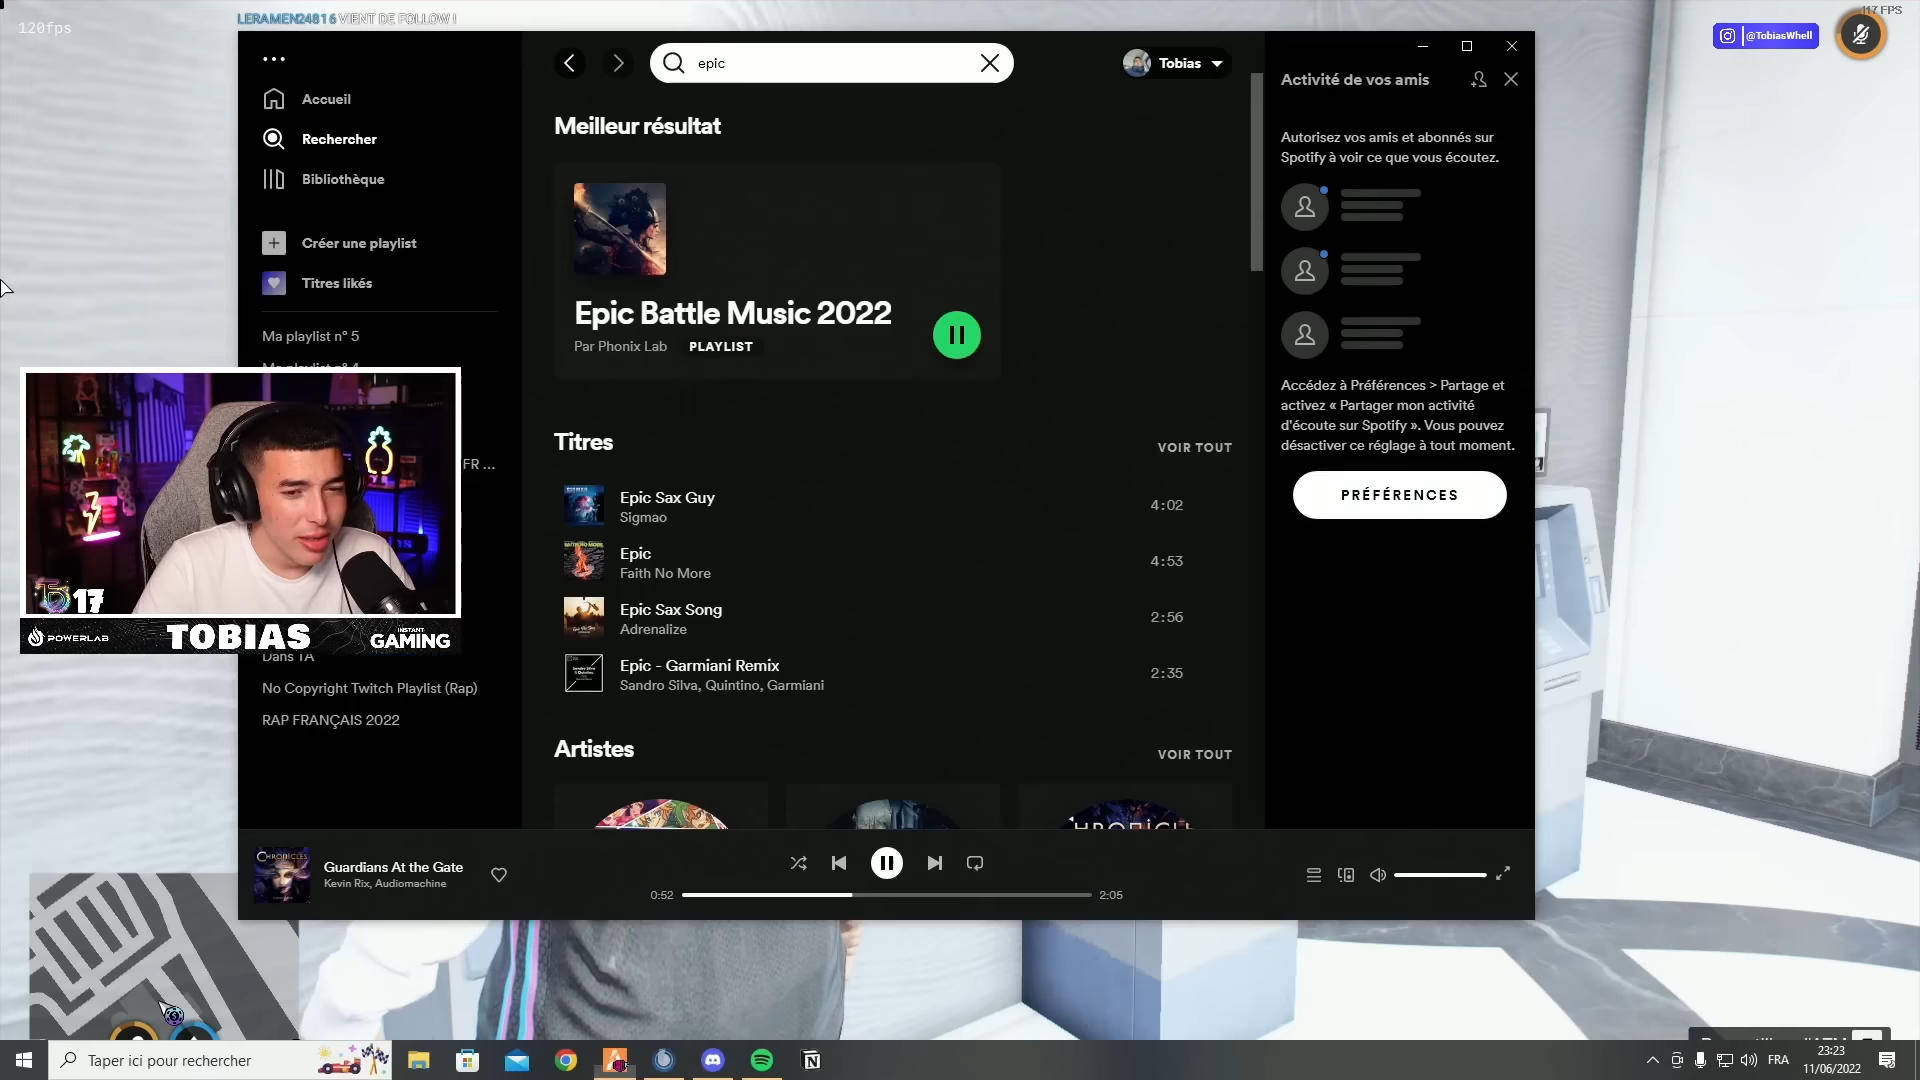 LERAMEN24816 VIENT DE FOLLOW !
120fps
117 FPS
@TobiasWhell
Accueil
Rechercher
Bibliothèque
Créer une playlist
Titres likés
Ma playlist n° 5
FR ...
17
POWERLAB
TOBIAS
INSTANT
GAMING
Dans TA
No Copyright Twitch Playlist (Rap)
RAP FRANÇAIS 2022
epic
Tobias
Meilleur résultat
Epic Battle Music 2022
Par Phonix Lab PLAYLIST
Titres
VOIR TOUT
Epic Sax Guy
Sigmao
4:02
Epic
Faith No More
4:53
Epic Sax Song
Adrenalize
2:56
Epic - Garmiani Remix
Sandro Silva, Quintino, Garmiani
2:35
Artistes
VOIR TOUT
Activité de vos amis
Autorisez vos amis et abonnés sur
Spotify à voir ce que vous écoutez.
Accédez à Préférences > Partage et
activez « Partager mon activité
d'écoute sur Spotify ». Vous pouvez
désactiver ce réglage à tout moment.
PRÉFÉRENCES
CHRONICLES
Guardians At the Gate
Kevin Rix, Audiomachine
0:52
2:05
Taper ici pour rechercher
FRA
23:23
11/06/2022